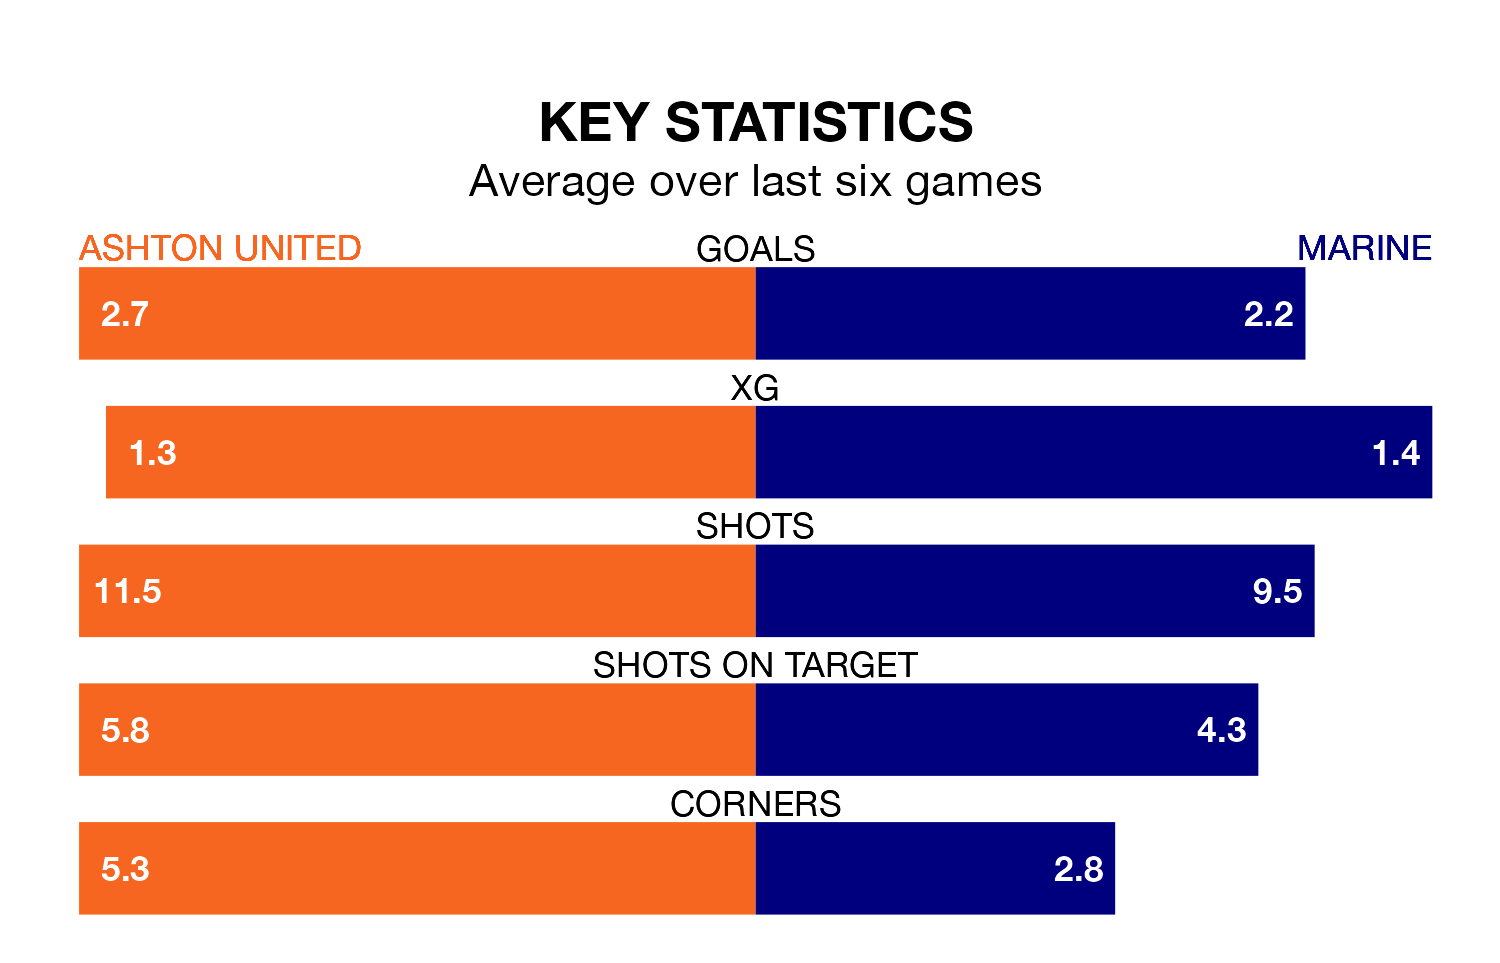 KEY STATISTICS
Average over last six games
ASHTON UNITED GOALS MARINE
2.7 2.2
XG
1.3 1.4
SHOTS
11.5 9.5
SHOTS ON TARGET
5.8 4.3
CORNERS
5.3 2.8